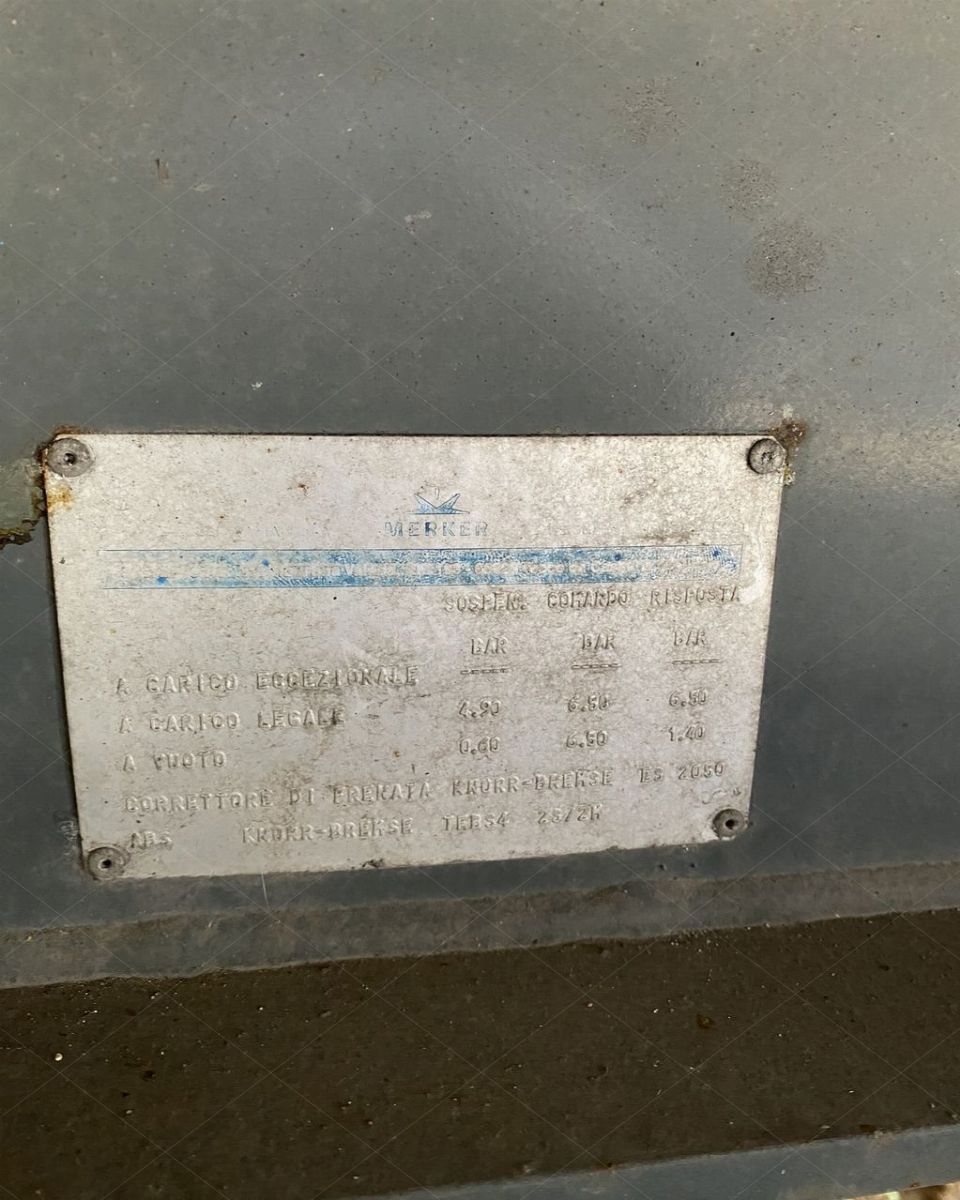 MERKER
SOSPEN. COMANDO RISPOSTA
BAR BAR BAR
A CARICO ECCEZIONALE ----- ----- -----
A CARICO LEGALE 4.90 6.50 6.50
A VUOTO 0.60 6.50 1.40
CORRETTORE DI FRENATA KNORR-BREMSE ES 2050
ABS KNORR-BREMSE TEBS4 2S/2M